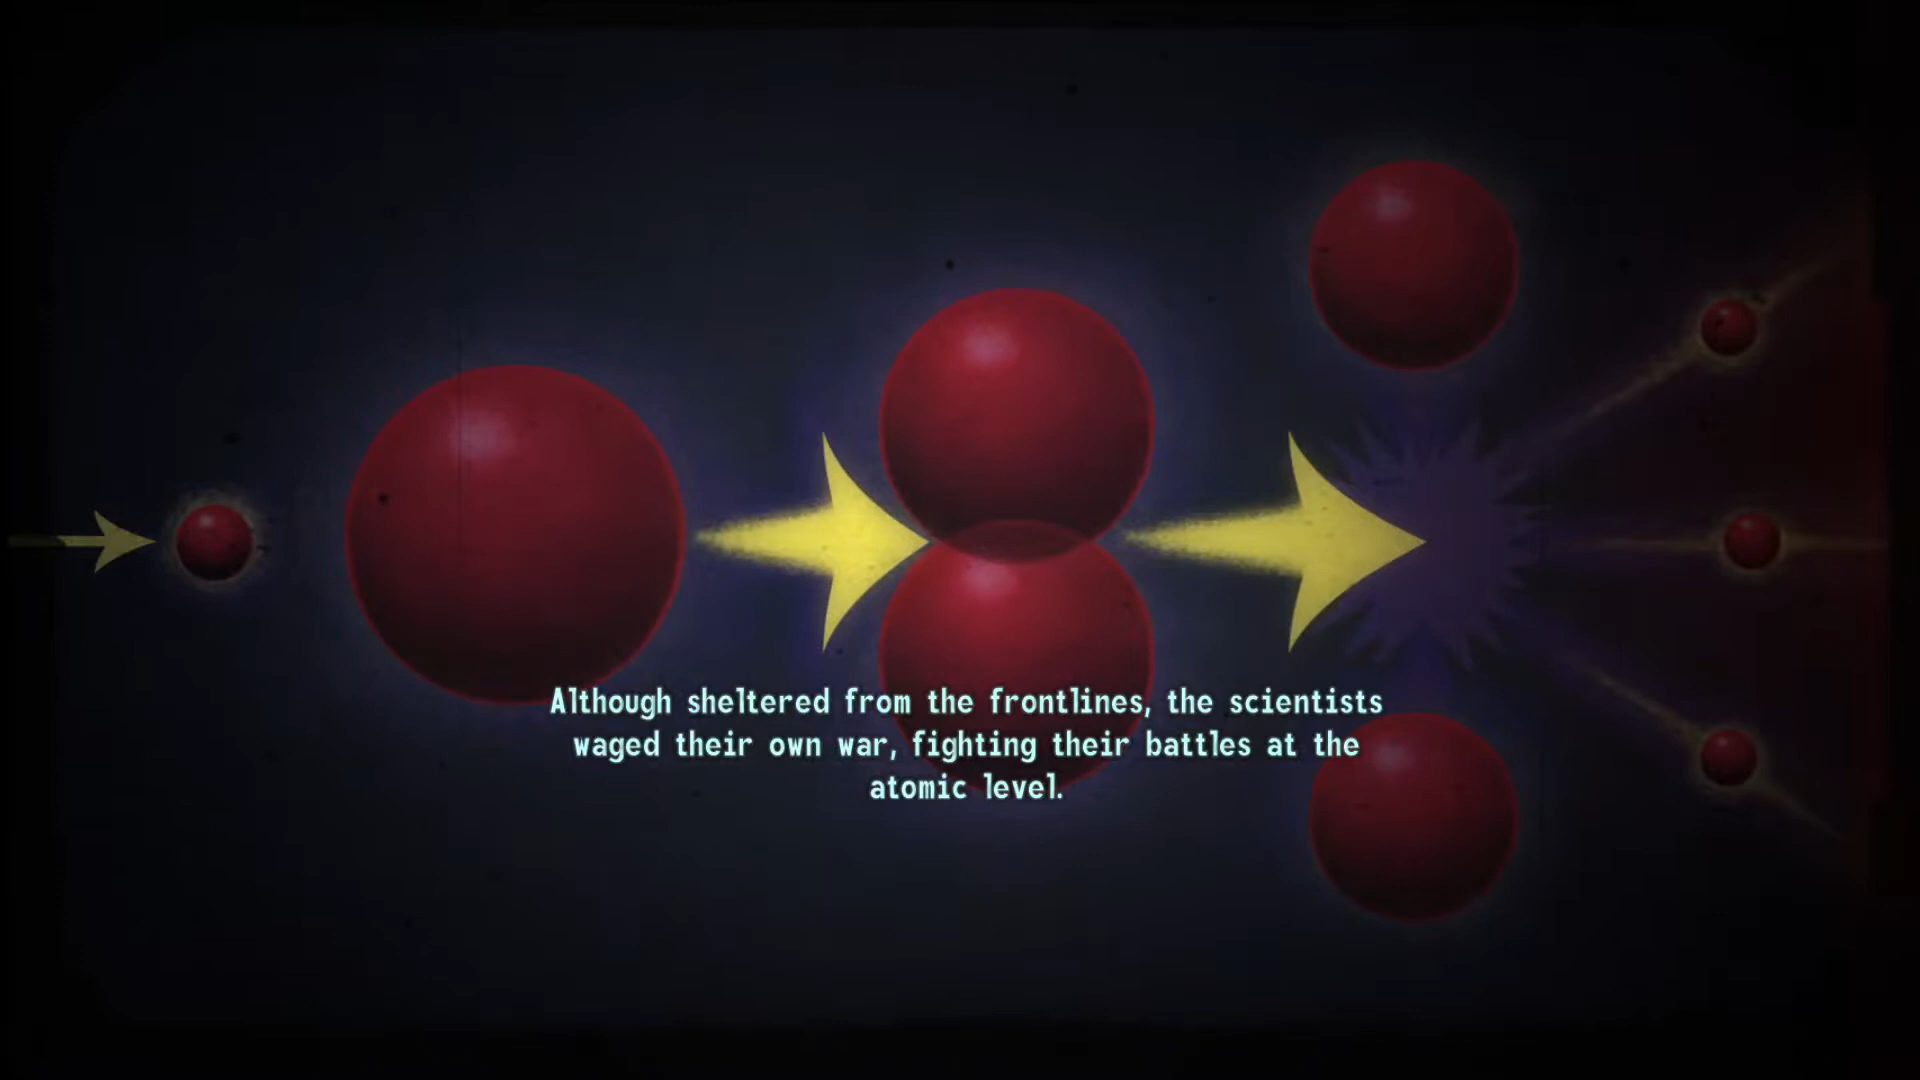 Although sheltered from the frontlines, the scientists
waged their own war, fighting their battles at the
atomic level.